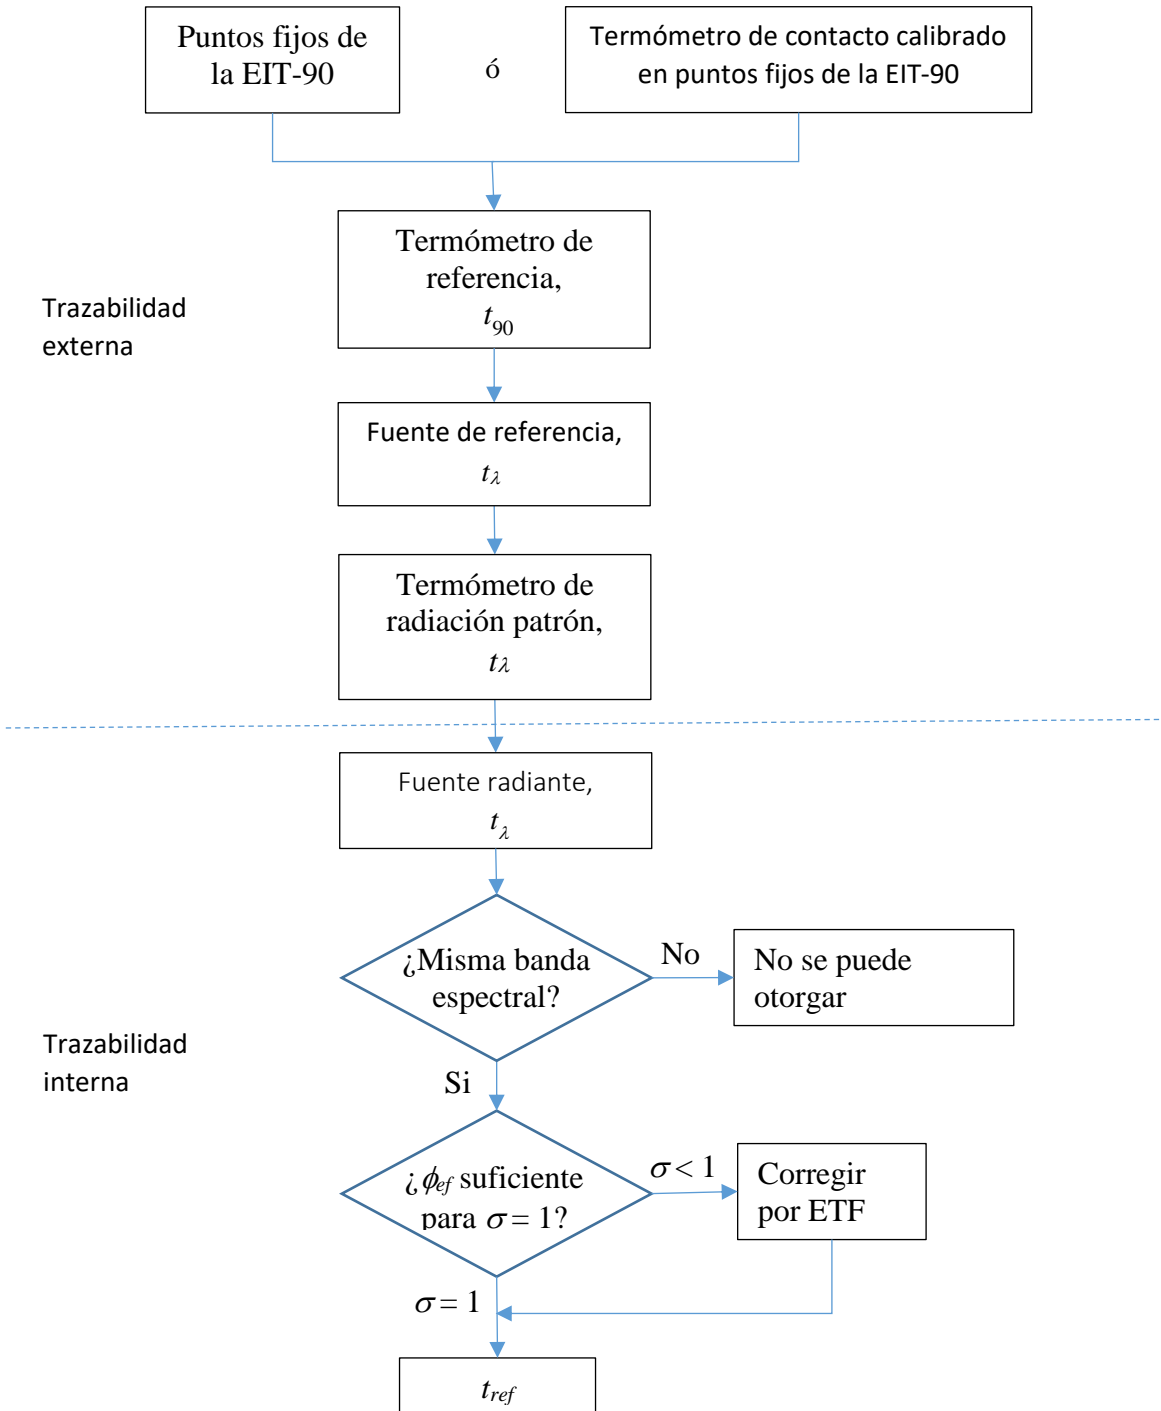 Puntos fijos de
la EIT-90
ó
Termómetro de contacto calibrado
en puntos fijos de la EIT-90
Termómetro de
referencia,
t90
Trazabilidad
externa
Fuente de referencia,
tλ
Termómetro de
radiación patrón,
tλ
Fuente radiante,
tλ
¿Misma banda
espectral?
No
No se puede
otorgar
Trazabilidad
interna
Si
¿ϕef suficiente
para σ = 1?
σ < 1
Corregir
por ETF
σ = 1
tref